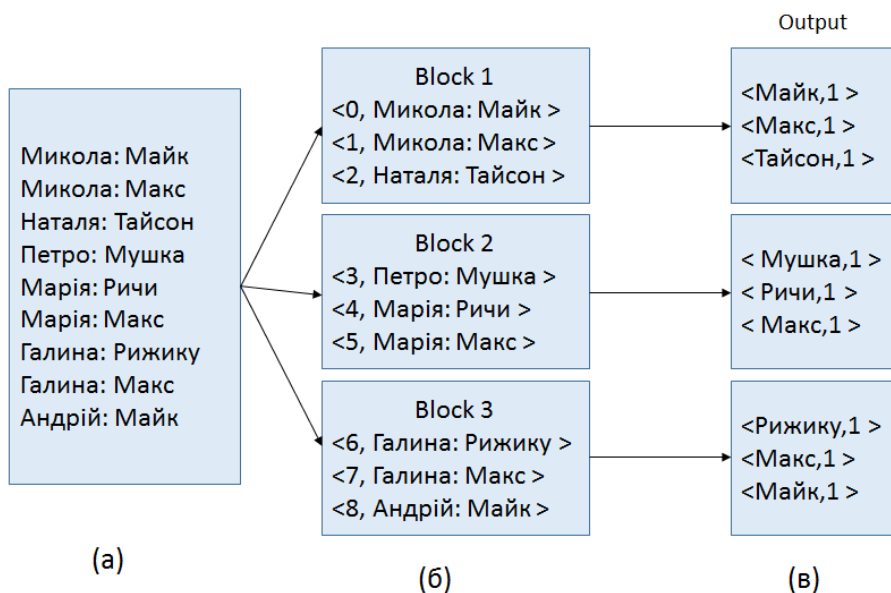 Output
Микола: Майк
Микола: Макс
Наталя: Тайсон
Петро: Мушка
Марія: Ричи
Марія: Макс
Галина: Рижику
Галина: Макс
Андрій: Майк
(а)
Block 1
<0, Микола: Майк >
<1, Микола: Макс>
<2, Наталя: Тайсон >
Block 2
<3, Петро: Мушка >
<4, Марія: Ричи >
<5, Марія: Макс >
Block 3
<6, Галина: Рижику >
<7, Галина: Макс >
<8, Андрій: Майк >
(б)
<Майк,1 >
<Макс,1 >
<Тайсон,1 >
< Мушка,1 >
< Ричи,1 >
< Макс,1 >
<Рижику,1 >
<Макс,1 >
<Майк,1 >
(в)